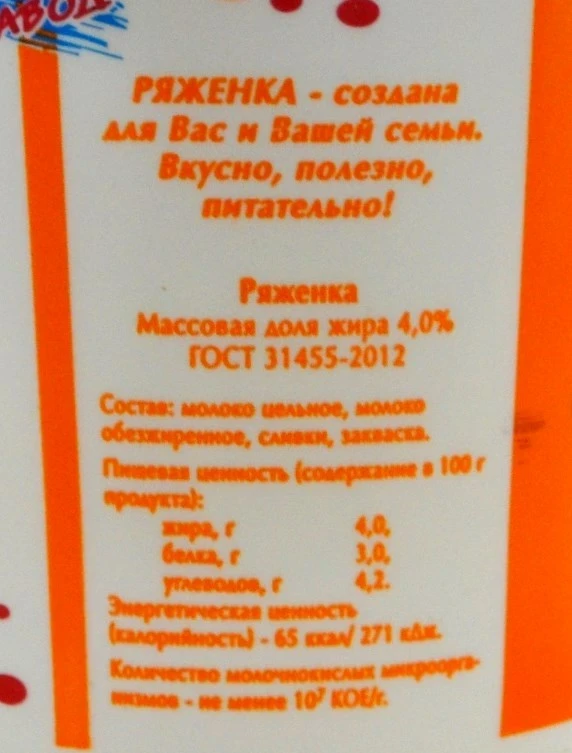 АВОД
РЯЖЕНКА - создана
для Вас и Вашей семьи.
Вкусно, полезно,
питательно!
Ряженка
Массовая доля жира 4,0%
ГОСТ 31455-2012
Состав: молоко цельное, молоко
обезжиренное, сливки, закваска.
Пищевая ценность (содержание в 100 г
продукта):
жира, г 4,0,
белка, г 3,0,
углеводов, г 4,2.
Энергетическая ценность
(калорийность) - 65 ккал/ 271 кДж.
Количество молочнокислых микроорга-
низмов - не менее 10⁷ КОЕ/г.